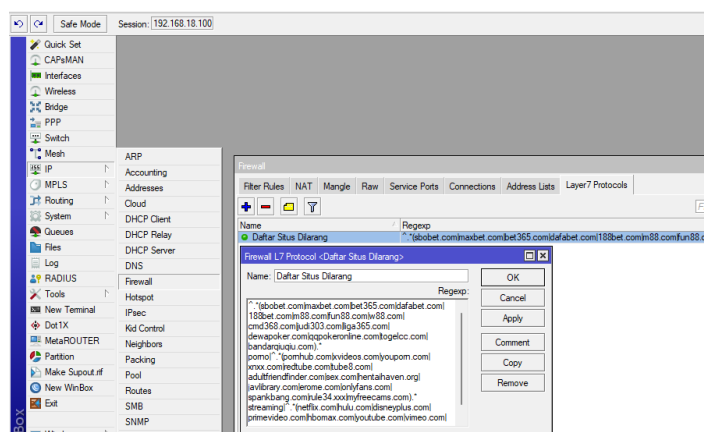 Safe Mode Session: 192.168.18.100
Quick Set
CAPsMAN
Interfaces
Wireless
Bridge
PPP
Switch
Mesh
IP
MPLS
Routing
System
Queues
Files
Log
RADIUS
Tools
New Terminal
Dot1X
MetaROUTER
Partition
Make Supout.rif
New WinBox
Exit
Box
ARP
Accounting
Addresses
Cloud
DHCP Client
DHCP Relay
DHCP Server
DNS
Firewall
Hotspot
IPsec
Kid Control
Neighbors
Packing
Pool
Routes
SMB
SNMP
Firewall
Filter Rules NAT Mangle Raw Service Ports Connections Address Lists Layer7 Protocols
Name Regexp
Daftar Situs Dilarang ^.*(sbobet.com|maxbet.com|bet365.com|dafabet.com|188bet.com|m88.com|fun88.
Firewall L7 Protocol <Daftar Situs Dilarang>
Name: Daftar Situs Dilarang
Regexp:
^.*(sbobet.com|maxbet.com|bet365.com|dafabet.com|
188bet.com|m88.com|fun88.com|w88.com|
cmd368.com|judi303.com|liga365.com|
dewapoker.com|qqpokeronline.com|togelcc.com|
bandarqiuqiu.com).*
porno|^.*(pornhub.com|xvideos.com|youporn.com|
xnxx.com|redtube.com|tube8.com|
adultfriendfinder.com|sex.com|hentaihaven.org|
javlibrary.com|erome.com|onlyfans.com|
spankbang.com|rule34.xxx|myfreecams.com).*
streaming|^.*(netflix.com|hulu.com|disneyplus.com|
primevideo.com|hbomax.com|youtube.com|vimeo.com|
OK
Cancel
Apply
Comment
Copy
Remove